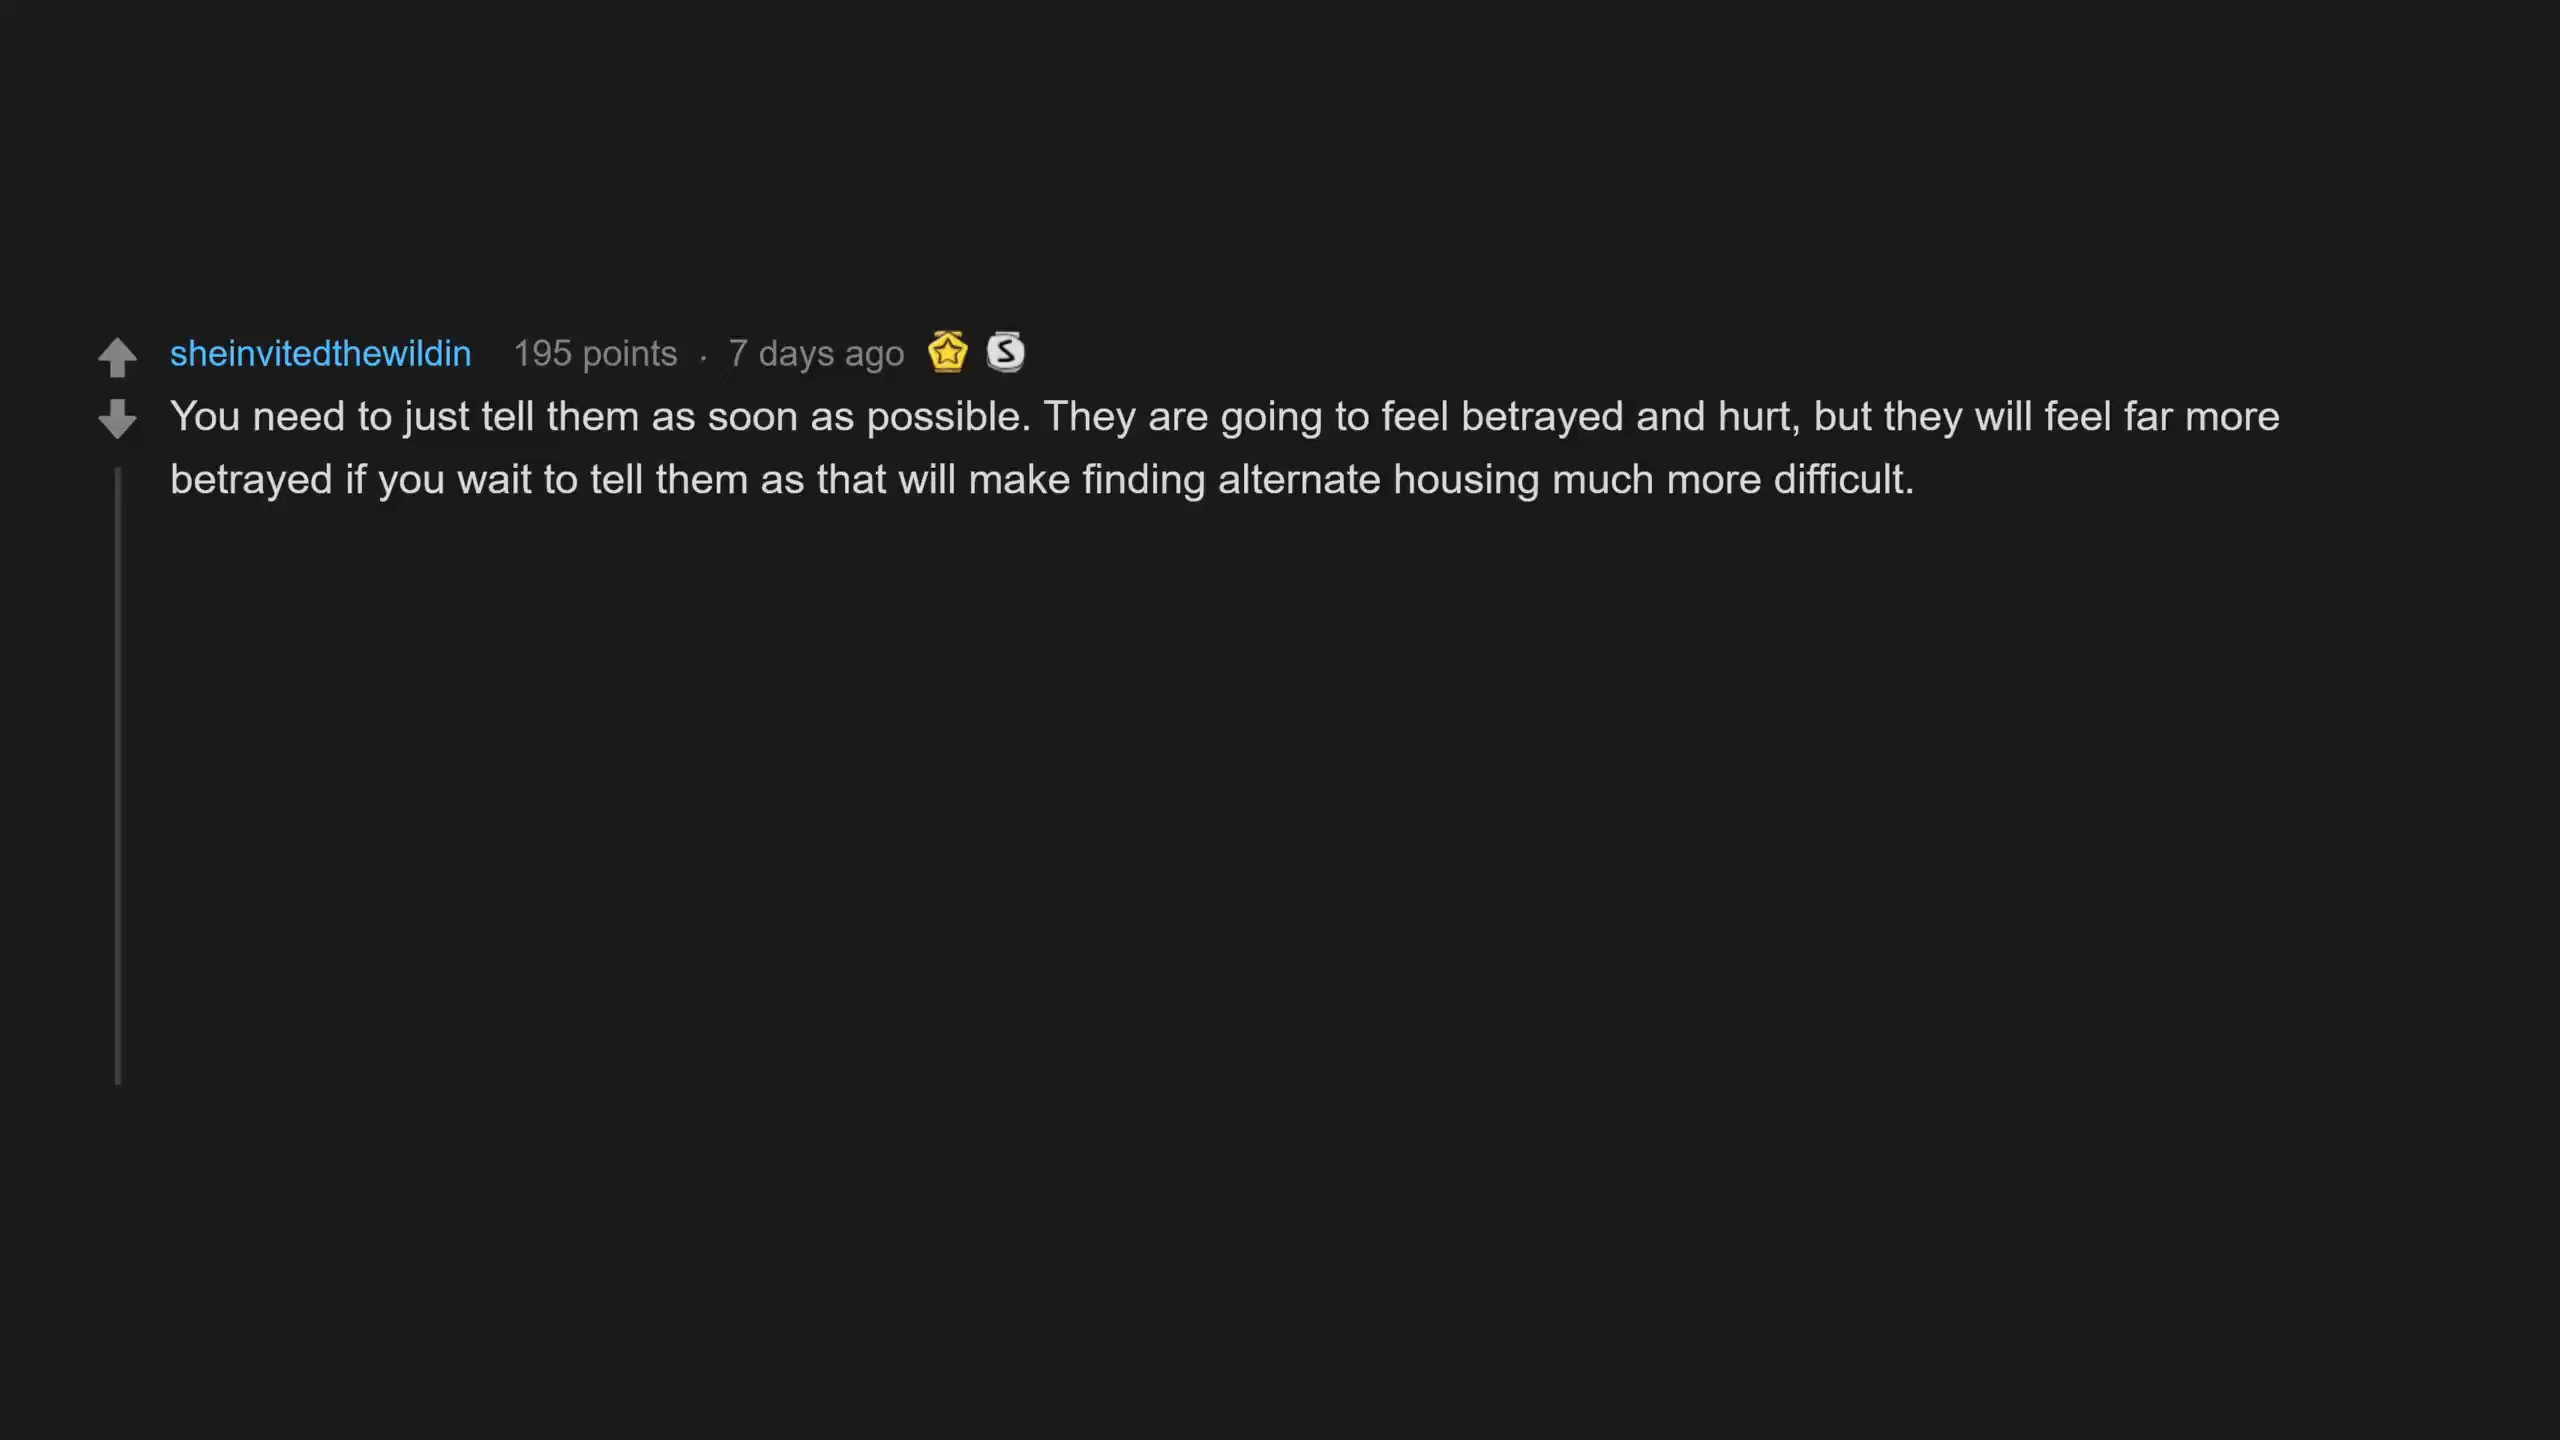 sheinvitedthewildin 195 points · 7 days ago
You need to just tell them as soon as possible. They are going to feel betrayed and hurt, but they will feel far more
betrayed if you wait to tell them as that will make finding alternate housing much more difficult.